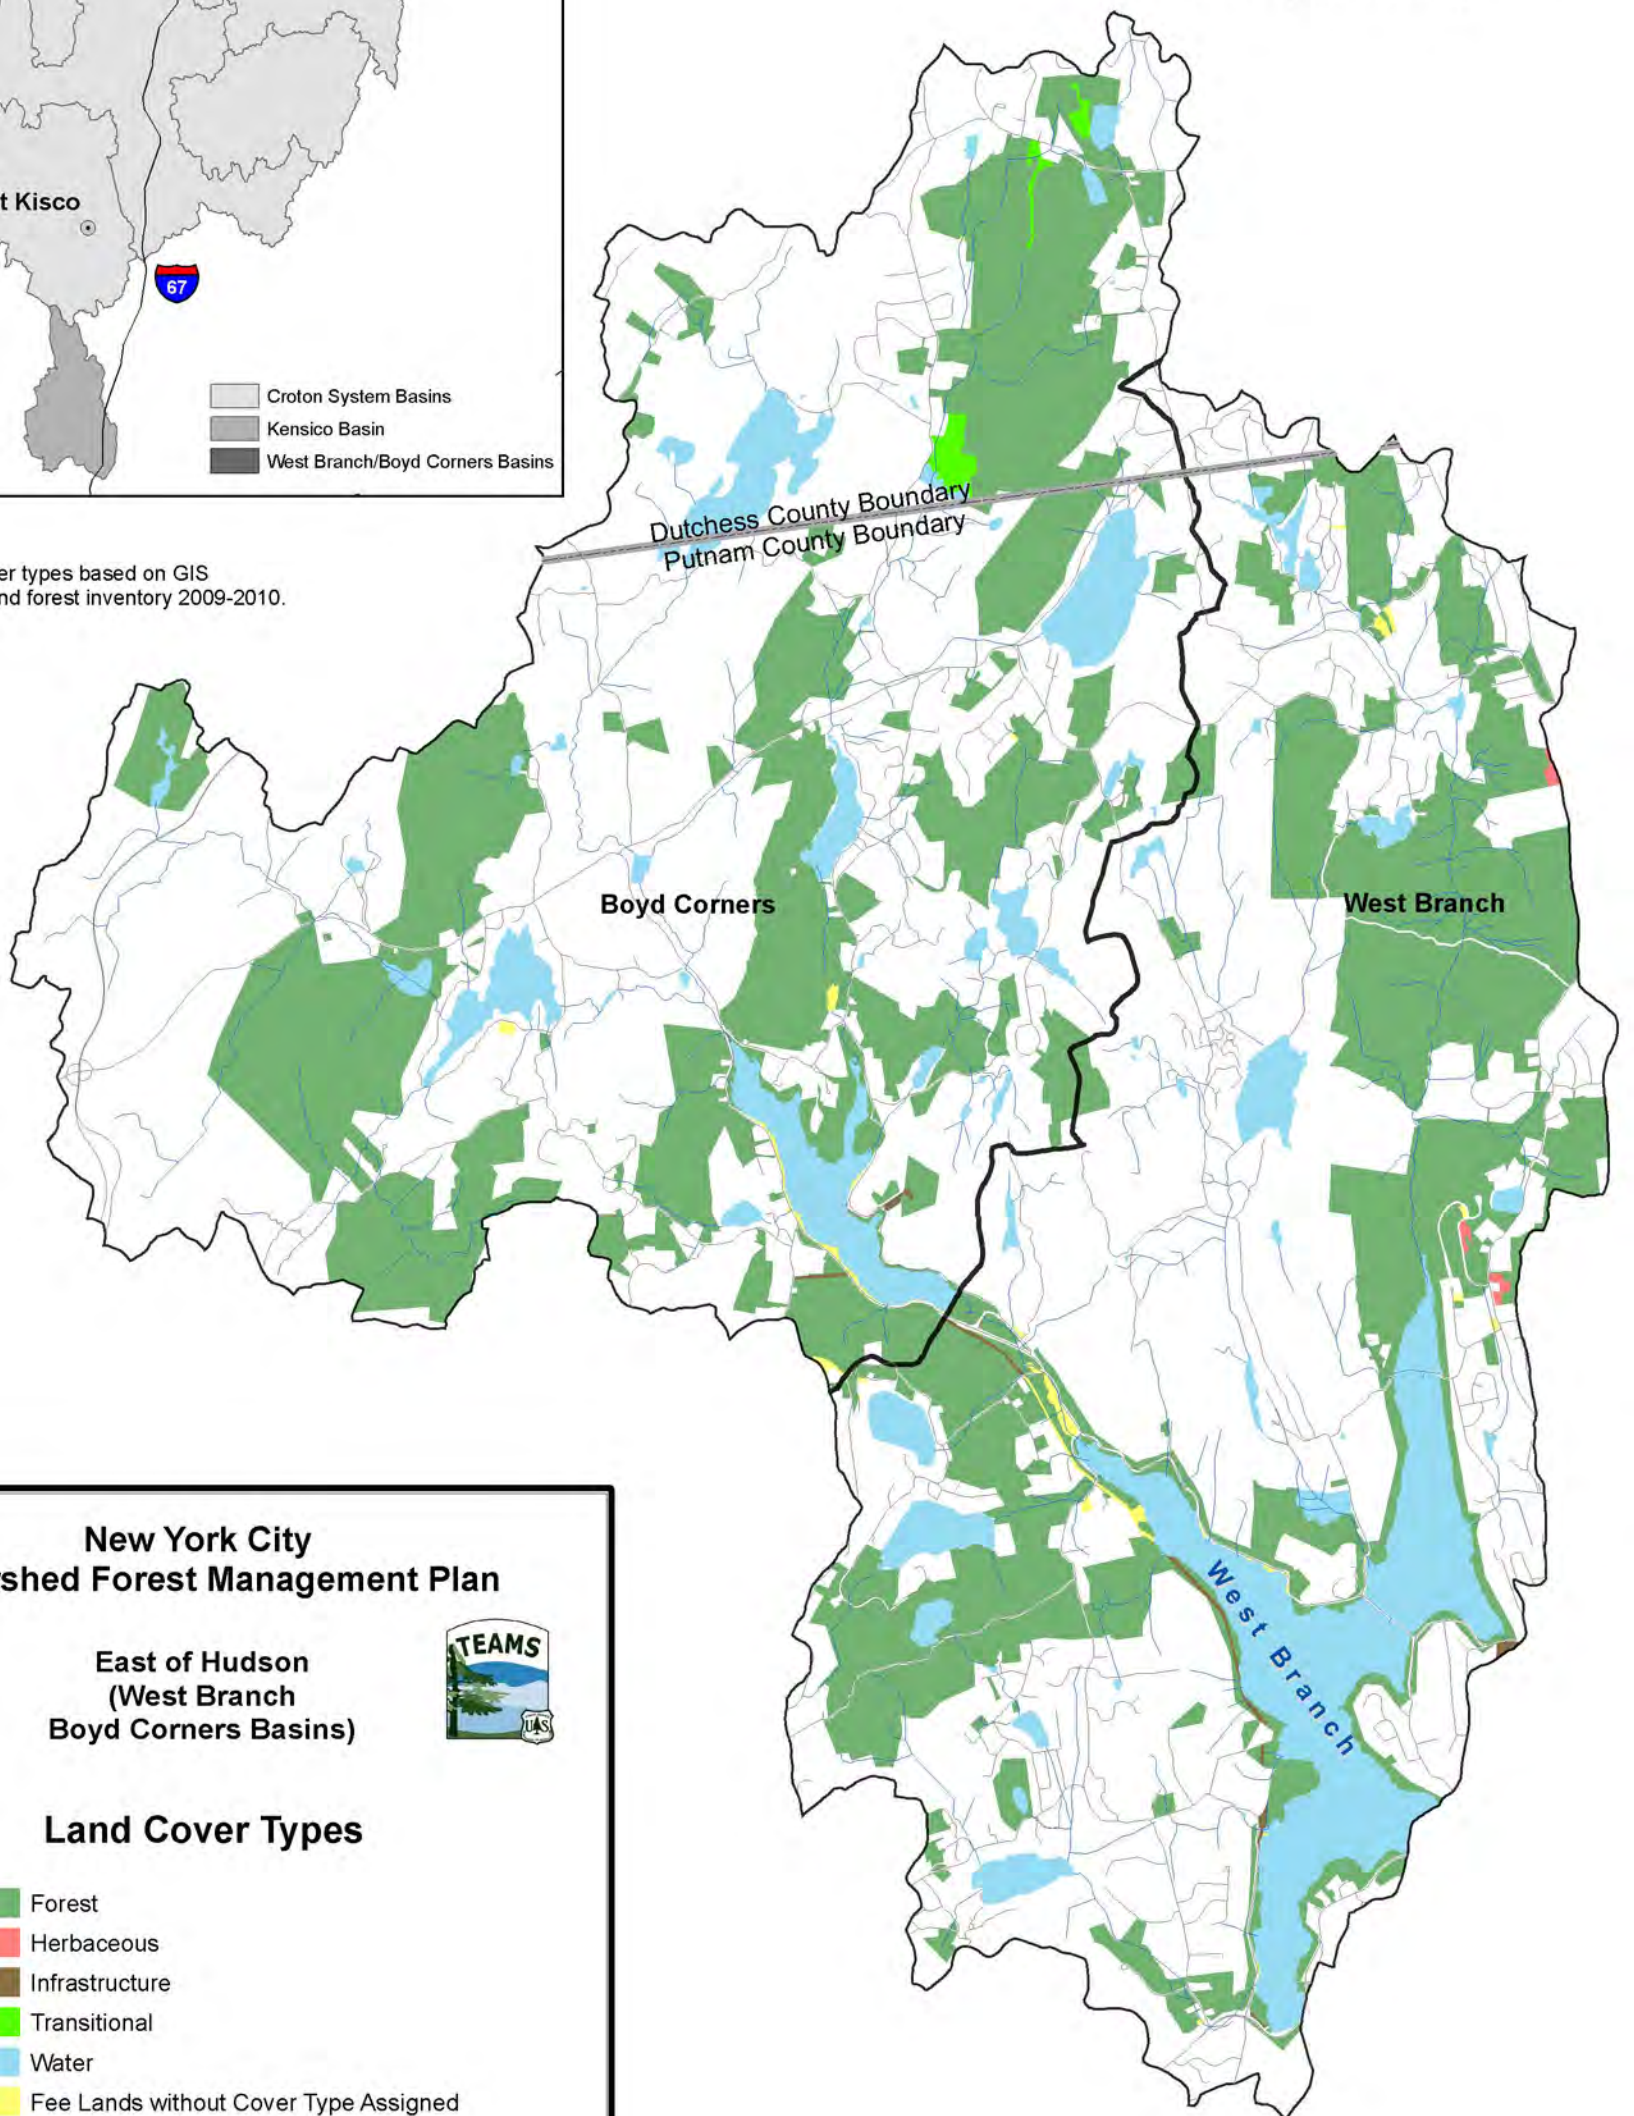 t Kisco
67
Croton System Basins
Kensico Basin
West Branch/Boyd Corners Basins
er types based on GIS
nd forest inventory 2009-2010.
Dutchess County Boundary
Putnam County Boundary
Boyd Corners
West Branch
West Branch
New York City
rshed Forest Management Plan
TEAMS
East of Hudson
(West Branch
Boyd Corners Basins)
U S
Land Cover Types
Forest
Herbaceous
Infrastructure
Transitional
Water
Fee Lands without Cover Type Assigned